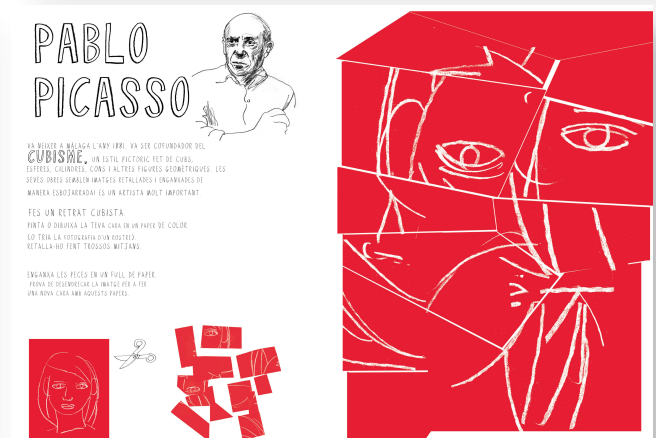 PABLO
PICASSO
VA NEIXER A MÀLAGA L'ANY 1881. VA SER COFUNDADOR DEL
CUBISME, UN ESTIL PICTORIC FET DE CUBS,
ESFERES, CILINDRES, CONS I ALTRES FIGURES GEOMÈTRIQUES. LES
SEVES OBRES SEMBLEN IMATGES RETALLADES I ENGANXADES DE
MANERA ESBOJARRADA! ES UN ARTISTA MOLT IMPORTANT.
FES UN RETRAT CUBISTA.
PINTA O DIBUIXA LA TEVA CARA EN UN PAPER DE COLOR
(O TRIA LA FOTOGRAFIA D'UN ROSTRE).
RETALLA-HO FENT TROSSOS MITJANS.
ENGANXA LES PECES EN UN FULL DE PAPER.
PROVA DE DESENDREÇAR LA IMATGE PER A FER
UNA NOVA CARA AMB AQUESTS PAPERS.